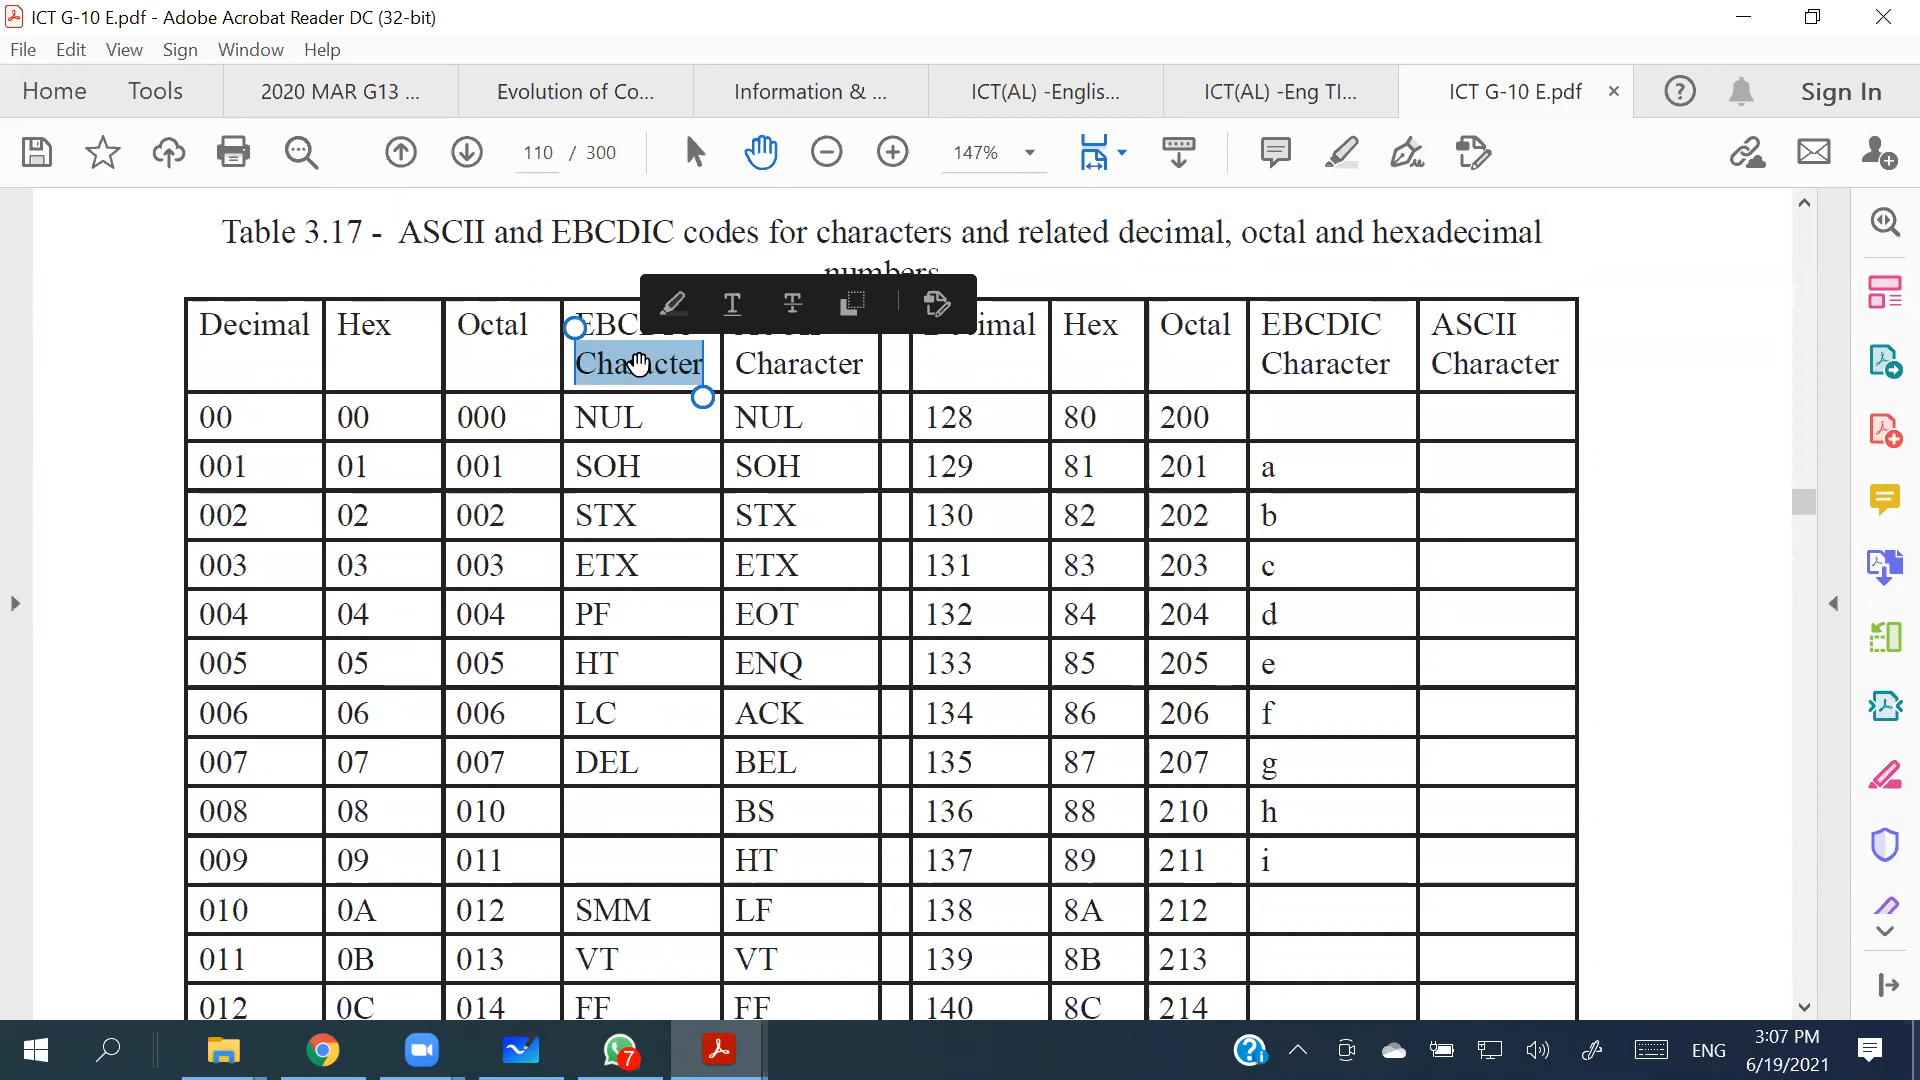 ICT G-10 E.pdf - Adobe Acrobat Reader DC (32-bit)
File Edit View Sign Window Help
Home Tools 2020 MAR G13 ... Evolution of Co... Information & ... ICT(AL) -Englis... ICT(AL) -Eng TI... ICT G-10 E.pdf × Sign In
110 / 300 147%
Table 3.17 - ASCII and EBCDIC codes for characters and related decimal, octal and hexadecimal
numbers
Decimal Hex Octal EBCDIC Hex Octal EBCDIC ASCII
Character Character Character Character
00 00 000 NUL NUL 128 80 200
001 01 001 SOH SOH 129 81 201 a
002 02 002 STX STX 130 82 202 b
003 03 003 ETX ETX 131 83 203 c
004 04 004 PF EOT 132 84 204 d
005 05 005 HT ENQ 133 85 205 e
006 06 006 LC ACK 134 86 206 f
007 07 007 DEL BEL 135 87 207 g
008 08 010 BS 136 88 210 h
009 09 011 HT 137 89 211 i
010 0A 012 SMM LF 138 8A 212
011 0B 013 VT VT 139 8B 213
012 0C 014 FF FF 140 8C 214
7 ENG 3:07 PM
6/19/2021